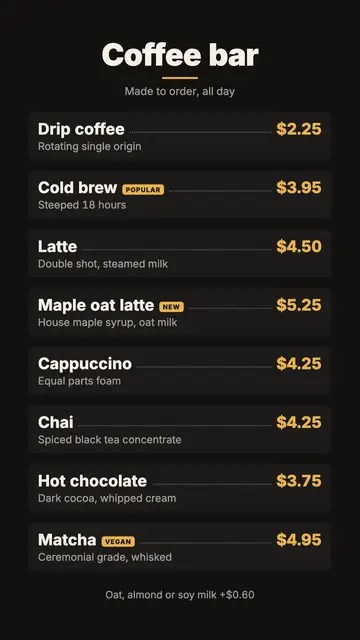 Coffee bar
Made to order, all day
Drip coffee $2.25
Rotating single origin
Cold brew POPULAR $3.95
Steeped 18 hours
Latte $4.50
Double shot, steamed milk
Maple oat latte NEW $5.25
House maple syrup, oat milk
Cappuccino $4.25
Equal parts foam
Chai $4.25
Spiced black tea concentrate
Hot chocolate $3.75
Dark cocoa, whipped cream
Matcha VEGAN $4.95
Ceremonial grade, whisked
Oat, almond or soy milk +$0.60